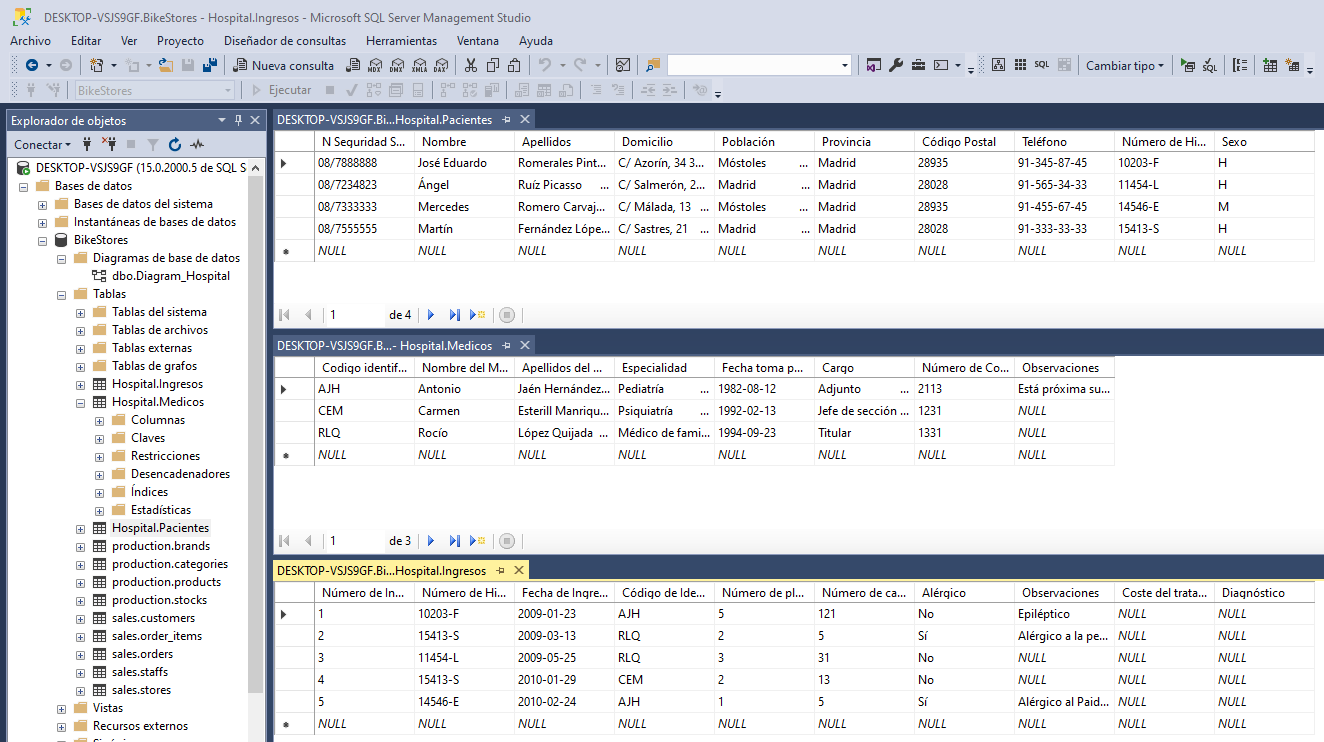 DESKTOP-VSJS9GF.BikeStores - Hospital.Ingresos - Microsoft SQL Server Management Studio
Archivo Editar Ver Proyecto Diseñador de consultas Herramientas Ventana Ayuda
Nueva consulta MDX DMX XMLA DAX SQL Cambiar tipo SQL
BikeStores Ejecutar
Explorador de objetos
Conectar
DESKTOP-VSJS9GF (15.0.2000.5 de SQL S
Bases de datos
Bases de datos del sistema
Instantáneas de bases de datos
BikeStores
Diagramas de base de datos
dbo.Diagram_Hospital
Tablas
Tablas del sistema
Tablas de archivos
Tablas externas
Tablas de grafos
Hospital.Ingresos
Hospital.Medicos
Columnas
Claves
Restricciones
Desencadenadores
Índices
Estadísticas
Hospital.Pacientes
production.brands
production.categories
production.products
production.stocks
sales.customers
sales.order_items
sales.orders
sales.staffs
sales.stores
Vistas
Recursos externos
DESKTOP-VSJS9GF.Bi...Hospital.Pacientes
N Seguridad S... Nombre Apellidos Domicilio Población Provincia Código Postal Teléfono Número de Hi... Sexo
08/7888888 José Eduardo Romerales Pint... C/ Azorín, 34 3... Móstoles ... Madrid 28935 91-345-87-45 10203-F H
08/7234823 Ángel Ruíz Picasso ... C/ Salmerón, 2... Madrid ... Madrid 28028 91-565-34-33 11454-L H
08/7333333 Mercedes Romero Carvaj... C/ Málada, 13 ... Móstoles ... Madrid 28935 91-455-67-45 14546-E M
08/7555555 Martín Fernández Lópe... C/ Sastres, 21 ... Madrid ... Madrid 28028 91-333-33-33 15413-S H
NULL NULL NULL NULL NULL NULL NULL NULL NULL NULL
1 de 4
DESKTOP-VSJS9GF.B...- Hospital.Medicos
Codigo identif... Nombre del M... Apellidos del ... Especialidad Fecha toma p... Cargo Número de Co... Observaciones
AJH Antonio Jaén Hernández... Pediatría ... 1982-08-12 Adjunto ... 2113 Está próxima su...
CEM Carmen Esterill Manriqu... Psiquiatría ... 1992-02-13 Jefe de sección ... 1231 NULL
RLQ Rocío López Quijada ... Médico de fami... 1994-09-23 Titular 1331 NULL
NULL NULL NULL NULL NULL NULL NULL NULL
1 de 3
DESKTOP-VSJS9GF.Bi...Hospital.Ingresos
Número de In... Número de Hi... Fecha de Ingre... Código de Ide... Número de pl... Número de ca... Alérgico Observaciones Coste del trata... Diagnóstico
1 10203-F 2009-01-23 AJH 5 121 No Epiléptico NULL NULL
2 15413-S 2009-03-13 RLQ 2 5 Sí Alérgico a la pe... NULL NULL
3 11454-L 2009-05-25 RLQ 3 31 No NULL NULL NULL
4 15413-S 2010-01-29 CEM 2 13 No NULL NULL NULL
5 14546-E 2010-02-24 AJH 1 5 Sí Alérgico al Paid... NULL NULL
NULL NULL NULL NULL NULL NULL NULL NULL NULL NULL